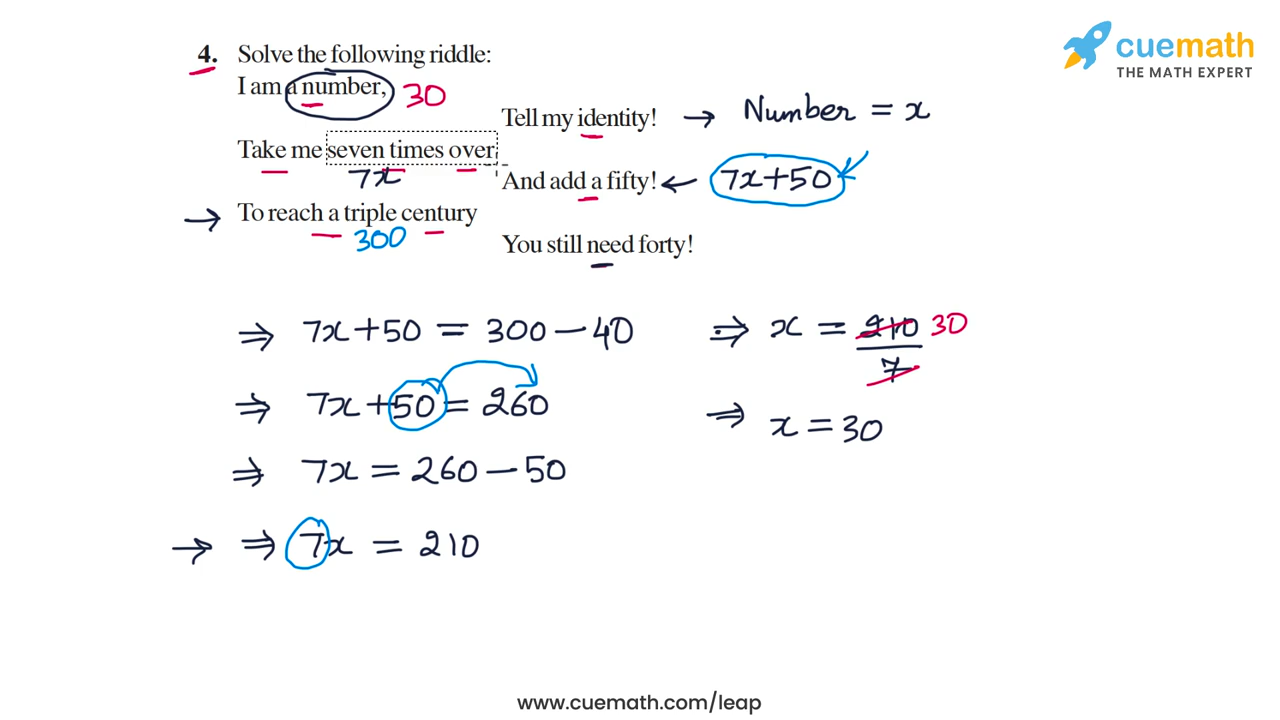 cuemath
THE MATH EXPERT
4. Solve the following riddle:
I am a number, 30
Tell my identity! → Number = x
Take me seven times over
7x
And add a fifty! ← 7x+50
→ To reach a triple century
300
You still need forty!
⇒ 7x+50 = 300-40
⇒ 7x+50 = 260
⇒ 7x = 260-50
→ ⇒ 7x = 210
⇒ x = 210/7 30
⇒ x = 30
www.cuemath.com/leap